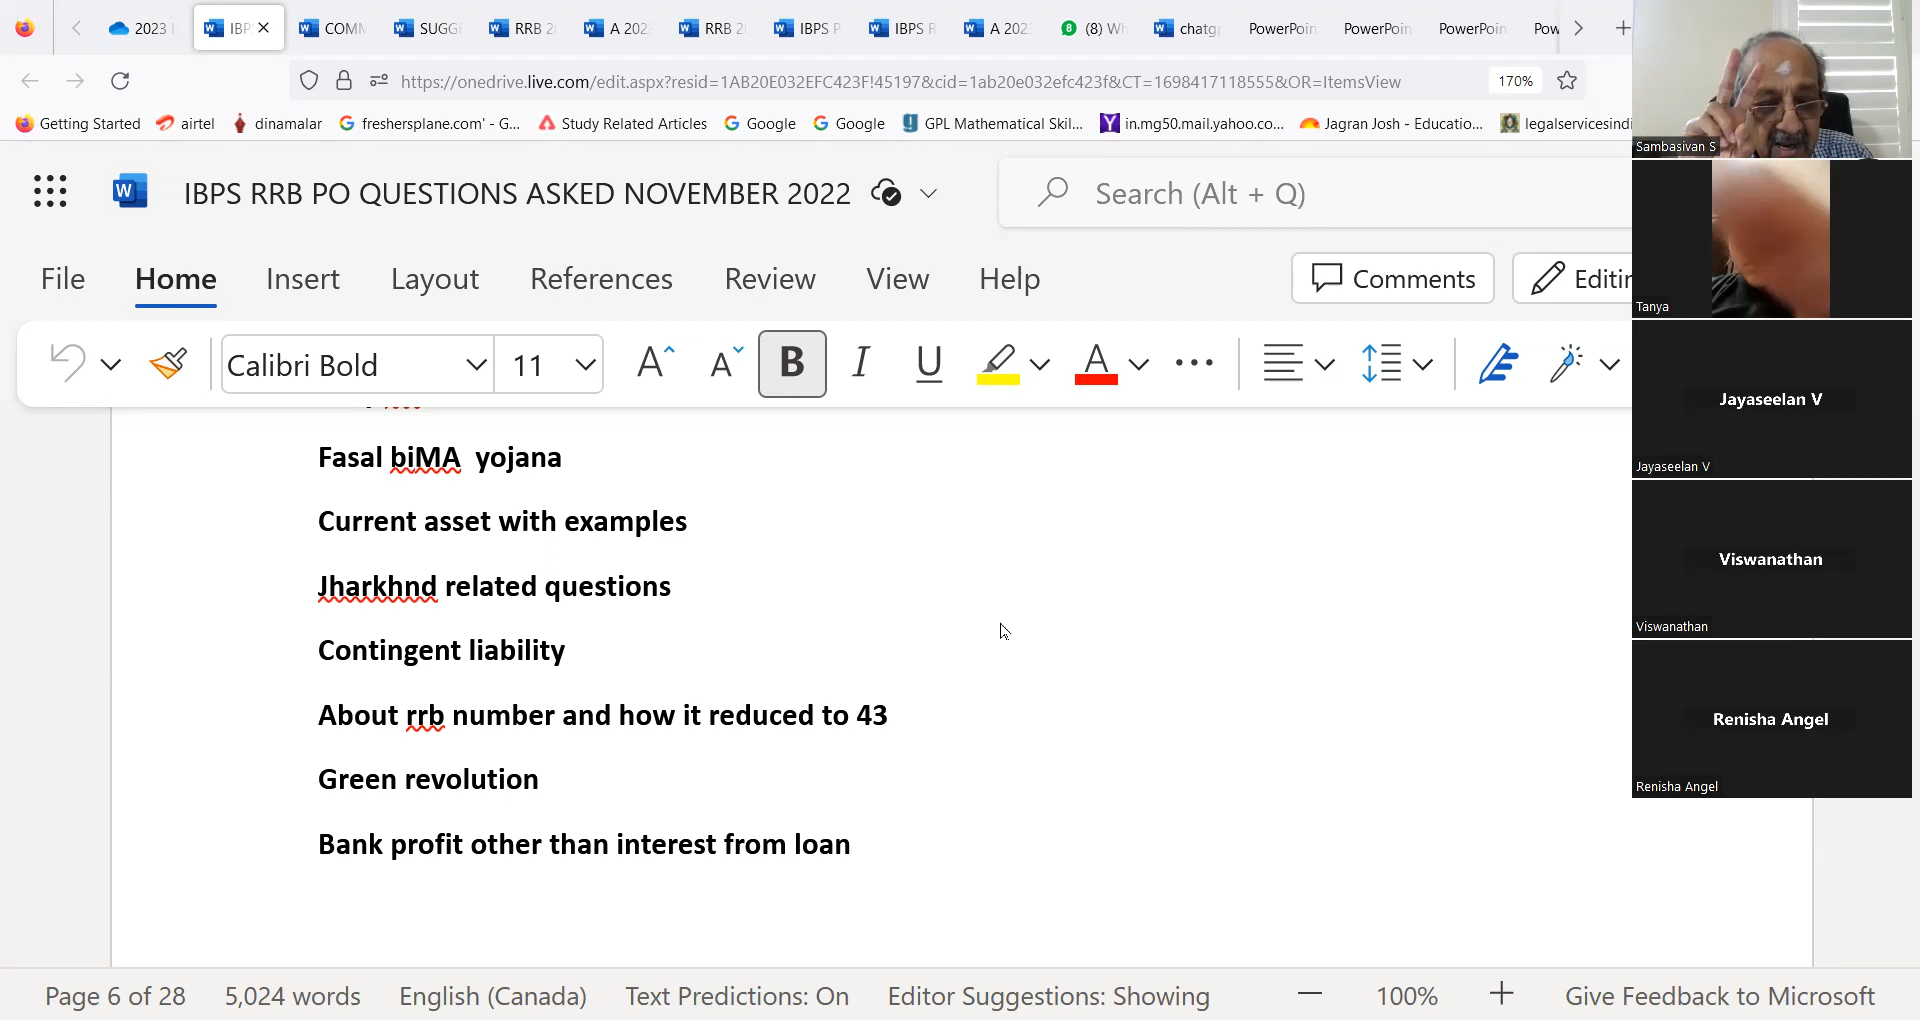 2023
IBP
COMM
SUGG
RRB 2
A 202
RRB 2
IBPS P
IBPS R
A 202
(8) Wh
chatg
PowerPoin
PowerPoin
PowerPoin
Pow
https://onedrive.live.com/edit.aspx?resid=1AB20E032EFC423F!45197&cid=1ab20e032efc423f&CT=1698417118555&OR=ItemsView
170%
Getting Started
airtel
dinamalar
freshersplane.com' - G...
Study Related Articles
Google
Google
GPL Mathematical Skil...
in.mg50.mail.yahoo.co...
Jagran Josh - Educatio...
legalservicesindi
IBPS RRB PO QUESTIONS ASKED NOVEMBER 2022
Search (Alt + Q)
File
Home
Insert
Layout
References
Review
View
Help
Comments
Editin
Calibri Bold
11
Fasal biMA yojana
Current asset with examples
Jharkhnd related questions
Contingent liability
About rrb number and how it reduced to 43
Green revolution
Bank profit other than interest from loan
Page 6 of 28
5,024 words
English (Canada)
Text Predictions: On
Editor Suggestions: Showing
100%
Give Feedback to Microsoft
Sambasivan S
Tanya
Jayaseelan V
Jayaseelan V
Viswanathan
Viswanathan
Renisha Angel
Renisha Angel